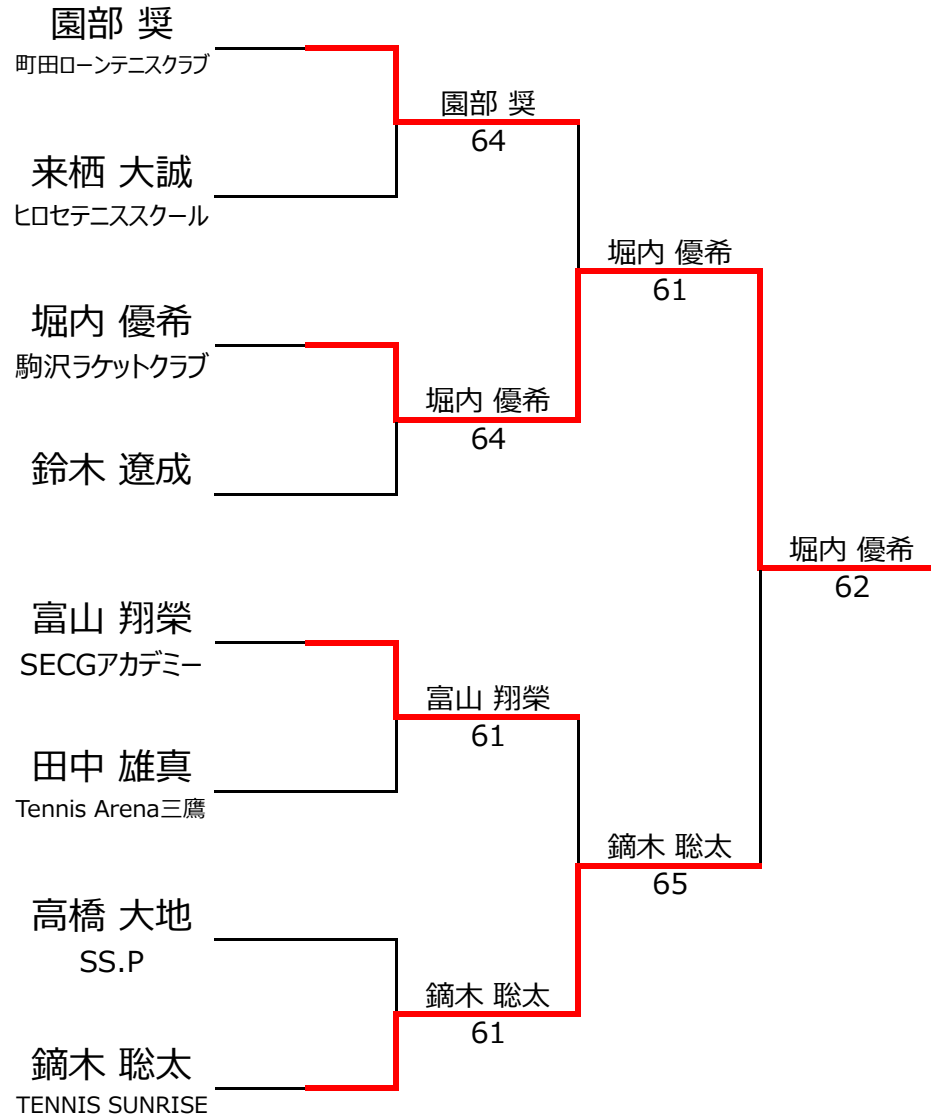 園部 奨
町田ローンテニスクラブ
園部 奨
64
来栖 大誠
ヒロセテニススクール
堀内 優希
61
堀内 優希
駒沢ラケットクラブ
堀内 優希
64
鈴木 遼成
堀内 優希
62
富山 翔榮
SECGアカデミー
富山 翔榮
61
田中 雄真
Tennis Arena三鷹
鏑木 聡太
65
高橋 大地
SS.P
鏑木 聡太
61
鏑木 聡太
TENNIS SUNRISE